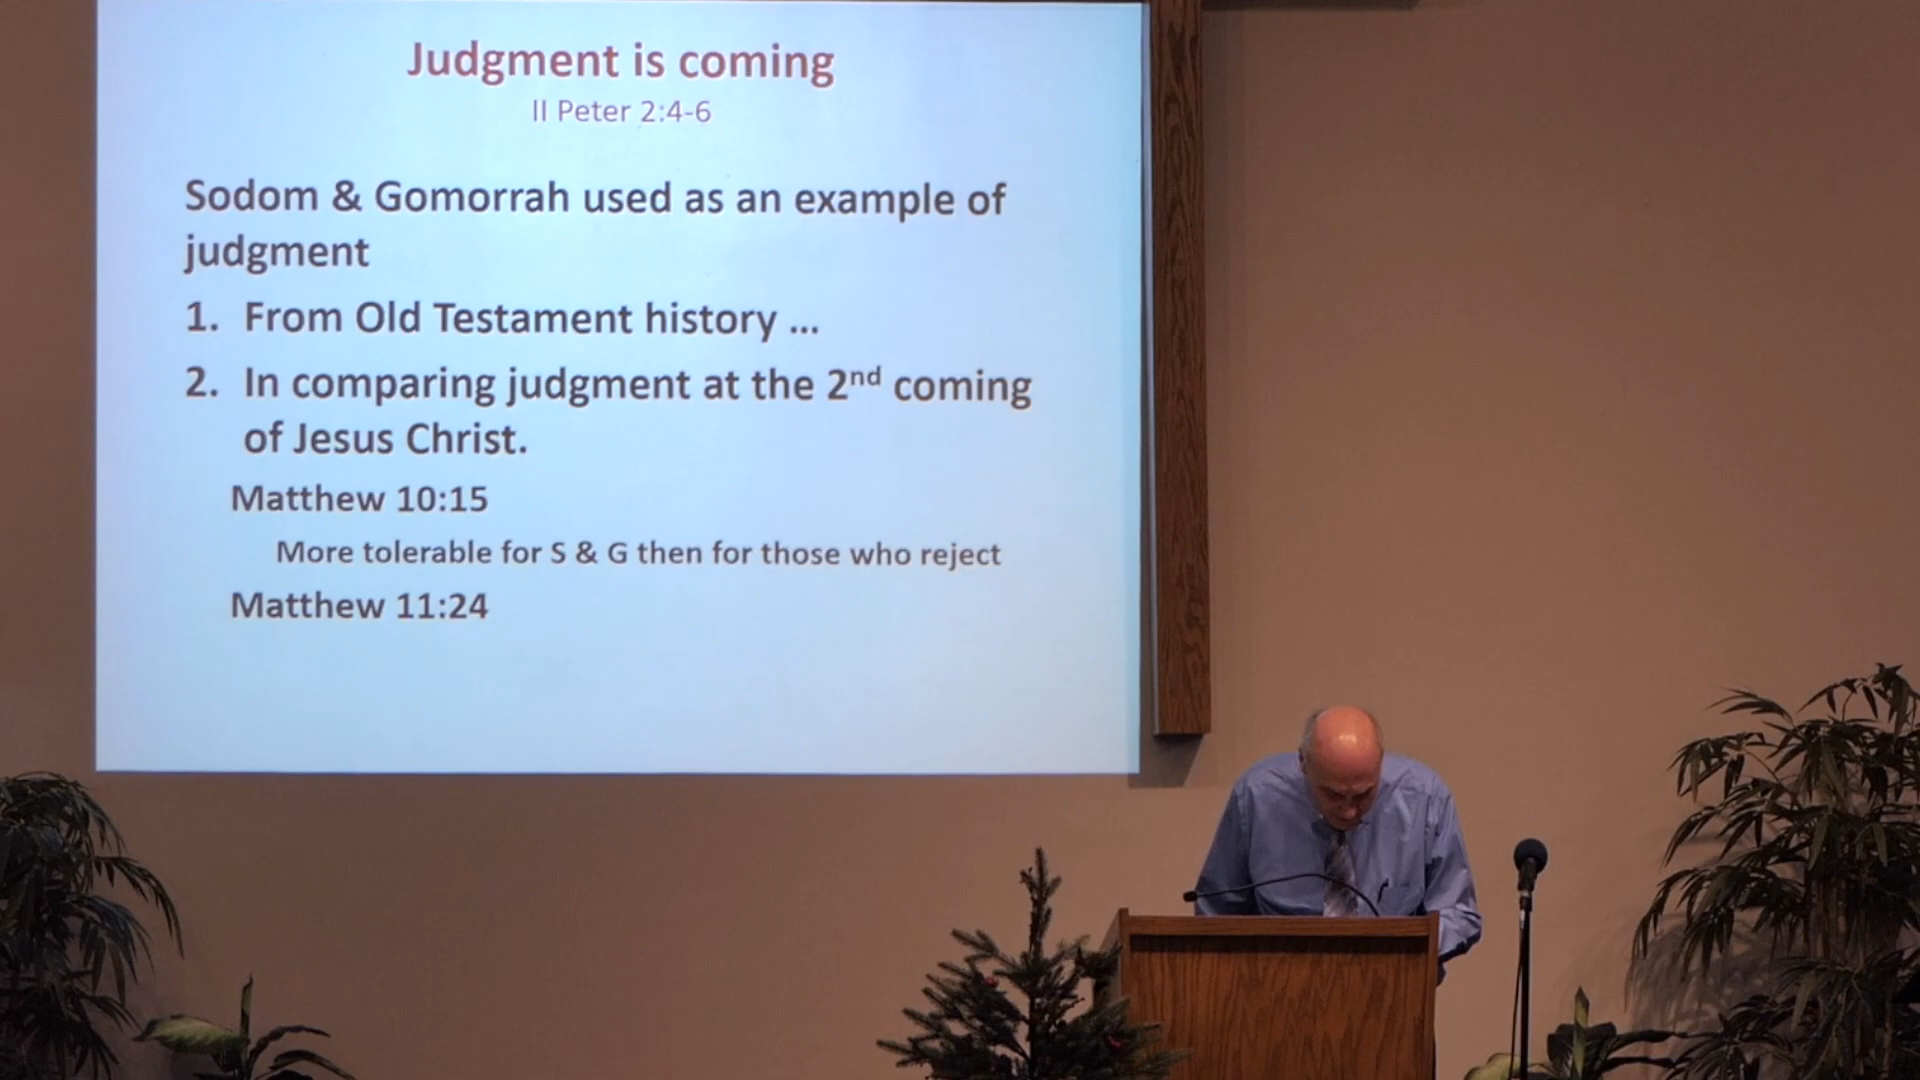 Judgment is coming
II Peter 2:4-6
Sodom & Gomorrah used as an example of
judgment
1. From Old Testament history ...
2. In comparing judgment at the 2nd coming
of Jesus Christ.
Matthew 10:15
More tolerable for S & G then for those who reject
Matthew 11:24